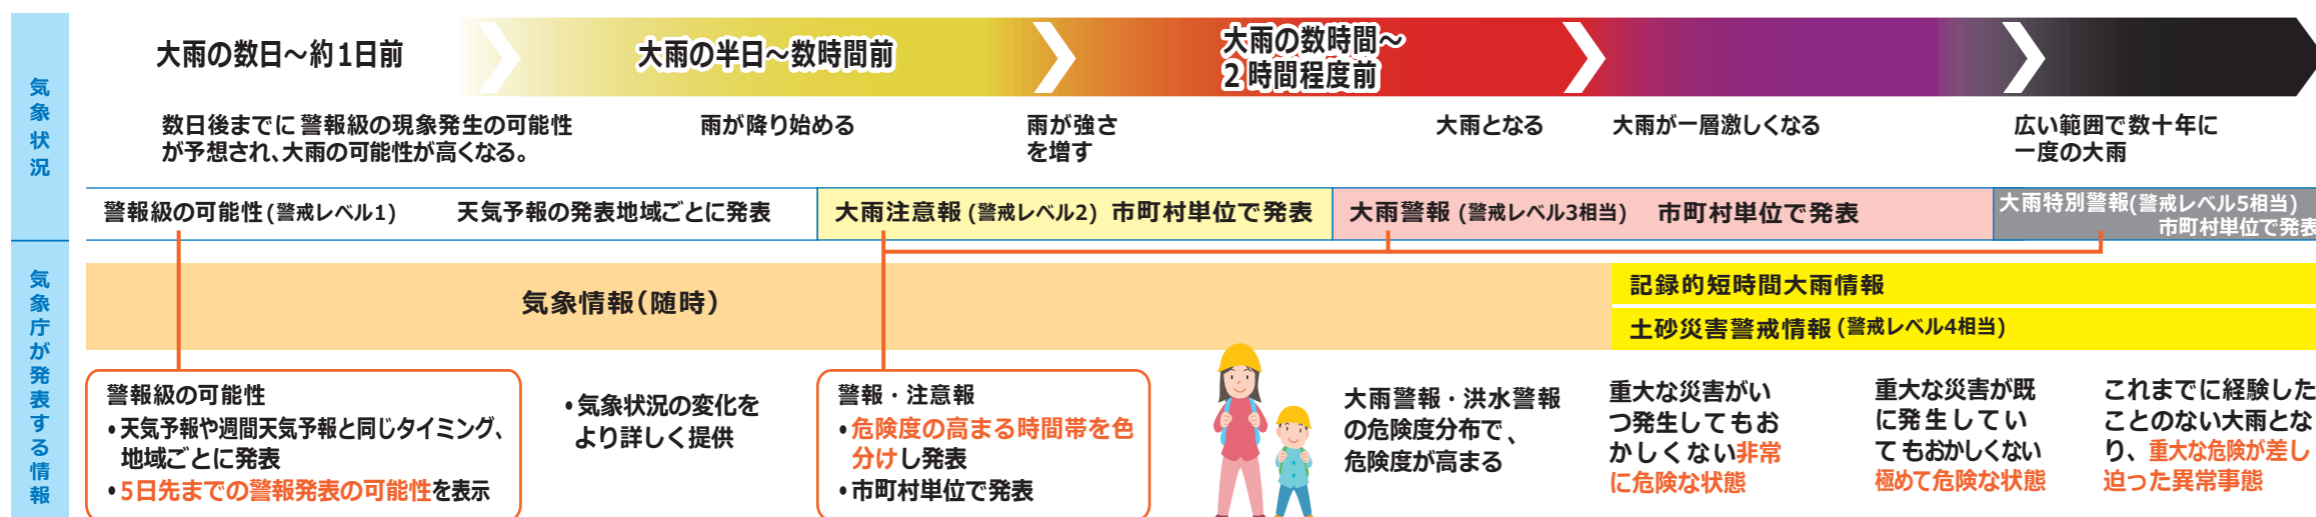 気象状況
大雨の数日～約1日前
大雨の半日～数時間前
大雨の数時間～
2時間程度前
数日後までに警報級の現象発生の可能性
が予想され、大雨の可能性が高くなる。
雨が降り始める
雨が強さ
を増す
大雨となる
大雨が一層激しくなる
広い範囲で数十年に
一度の大雨
警報級の可能性(警戒レベル1)
天気予報の発表地域ごとに発表
大雨注意報(警戒レベル2) 市町村単位で発表
大雨警報(警戒レベル3相当) 市町村単位で発表
大雨特別警報(警戒レベル5相当)
市町村単位で発表
気象庁が発表する情報
気象情報(随時)
記録的短時間大雨情報
土砂災害警戒情報(警戒レベル4相当)
警報級の可能性
•天気予報や週間天気予報と同じタイミング、
地域ごとに発表
•5日先までの警報発表の可能性を表示
•気象状況の変化を
より詳しく提供
警報・注意報
•危険度の高まる時間帯を色
分けし発表
•市町村単位で発表
大雨警報・洪水警報
の危険度分布で、
危険度が高まる
重大な災害がい
つ発生してもお
かしくない非常
に危険な状態
重大な災害が既
に発生してい
てもおかしくない
極めて危険な状態
これまでに経験した
ことのない大雨とな
り、重大な危険が差し
迫った異常事態